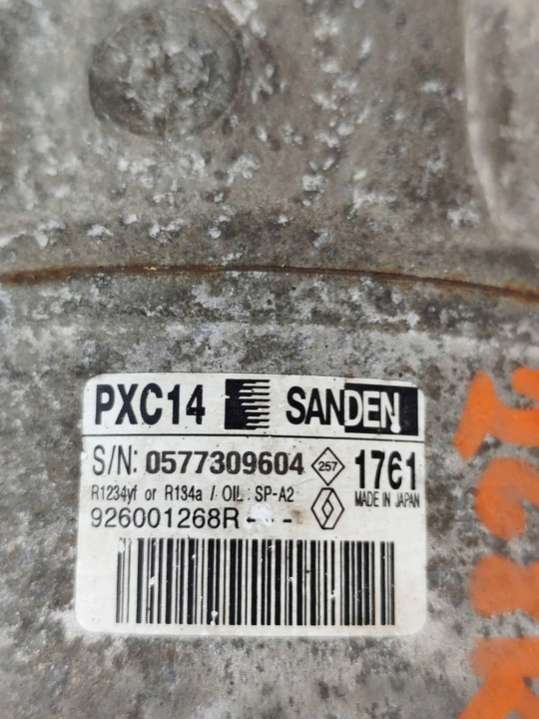 PXC14 SANDEN
S/N: 0577309604 257 1761
R1234yf or R134a / OIL: SP-A2 MADE IN JAPAN
926001268R